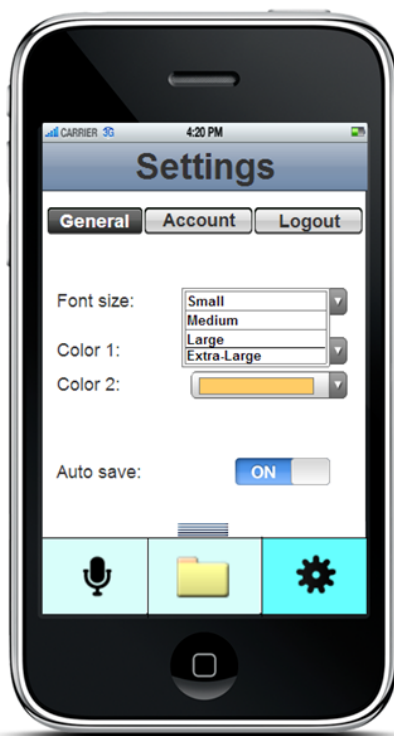 CARRIER 3G 4:20 PM
Settings
General Account Logout
Font size: Small
Medium
Large
Color 1:
Extra-Large
Color 2:
Auto save: ON